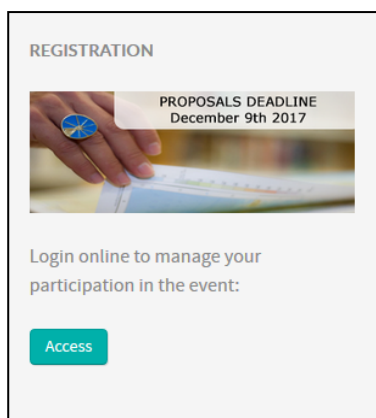 REGISTRATION
PROPOSALS DEADLINE
December 9th 2017
Login online to manage your
participation in the event:
Access